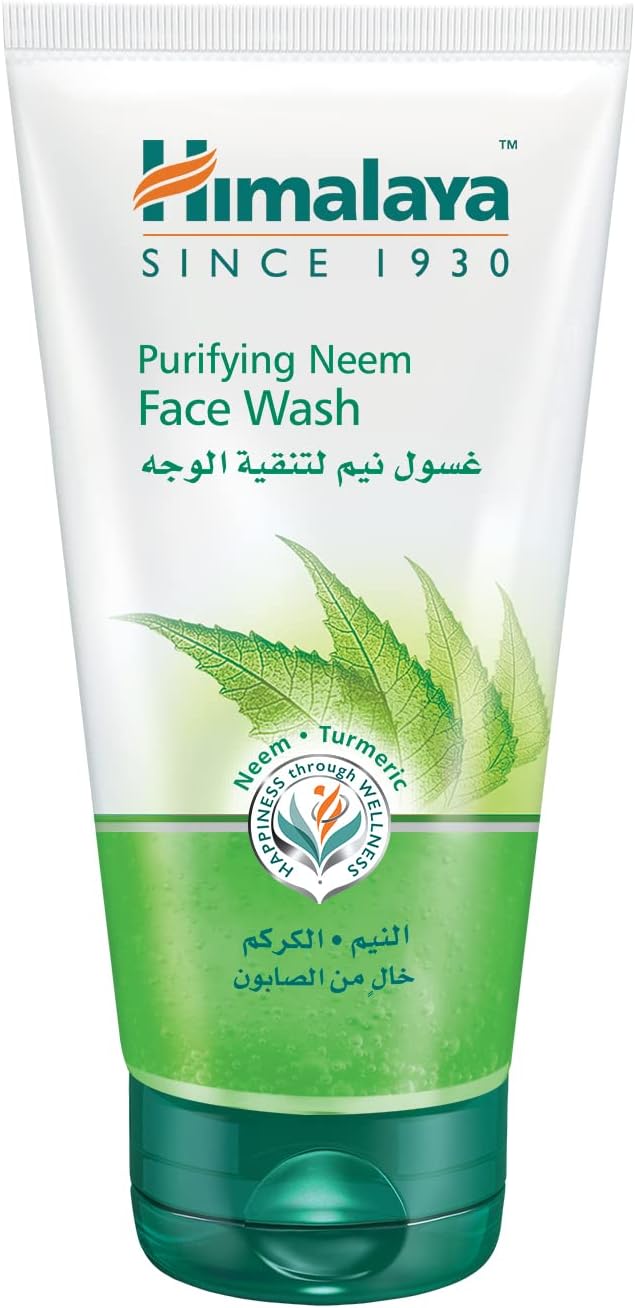 Himalaya™
SINCE 1930
Purifying Neem
Face Wash
غسول نيم لتنقية الوجه
Neem • Turmeric
HAPPINESS through WELLNESS
النيم • الكركم
خالٍ من الصابون